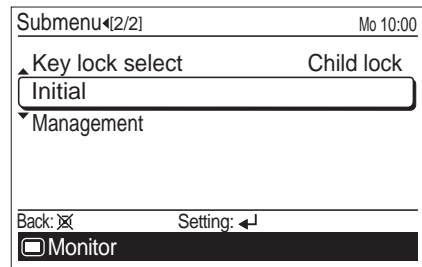 Submenu◂[2/2] Mo 10:00
Key lock select Child lock
Initial
Management
Back: Setting:
Monitor